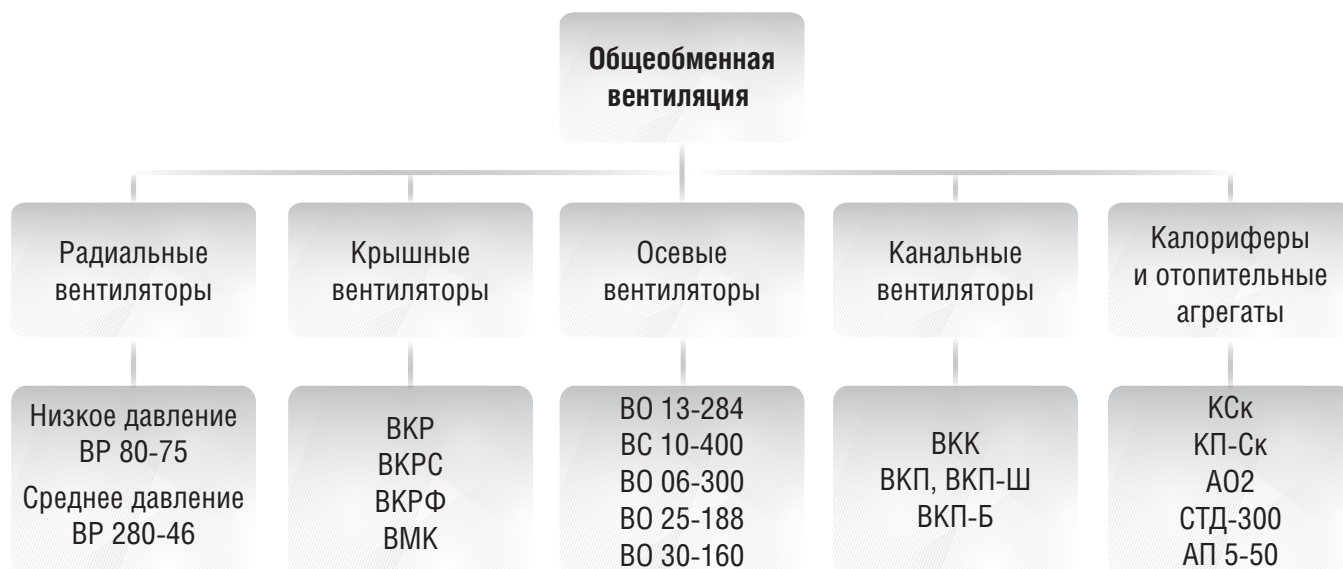 Общеобменная
вентиляция
Радиальные
вентиляторы
Крышные
вентиляторы
Осевые
вентиляторы
Канальные
вентиляторы
Калориферы
и отопительные
агрегаты
Низкое давление
ВР 80-75
Среднее давление
ВР 280-46
ВКР
ВКРС
ВКРФ
ВМК
ВО 13-284
ВС 10-400
ВО 06-300
ВО 25-188
ВО 30-160
ВКК
ВКП, ВКП-Ш
ВКП-Б
КСк
КП-Ск
АО2
СТД-300
АП 5-50